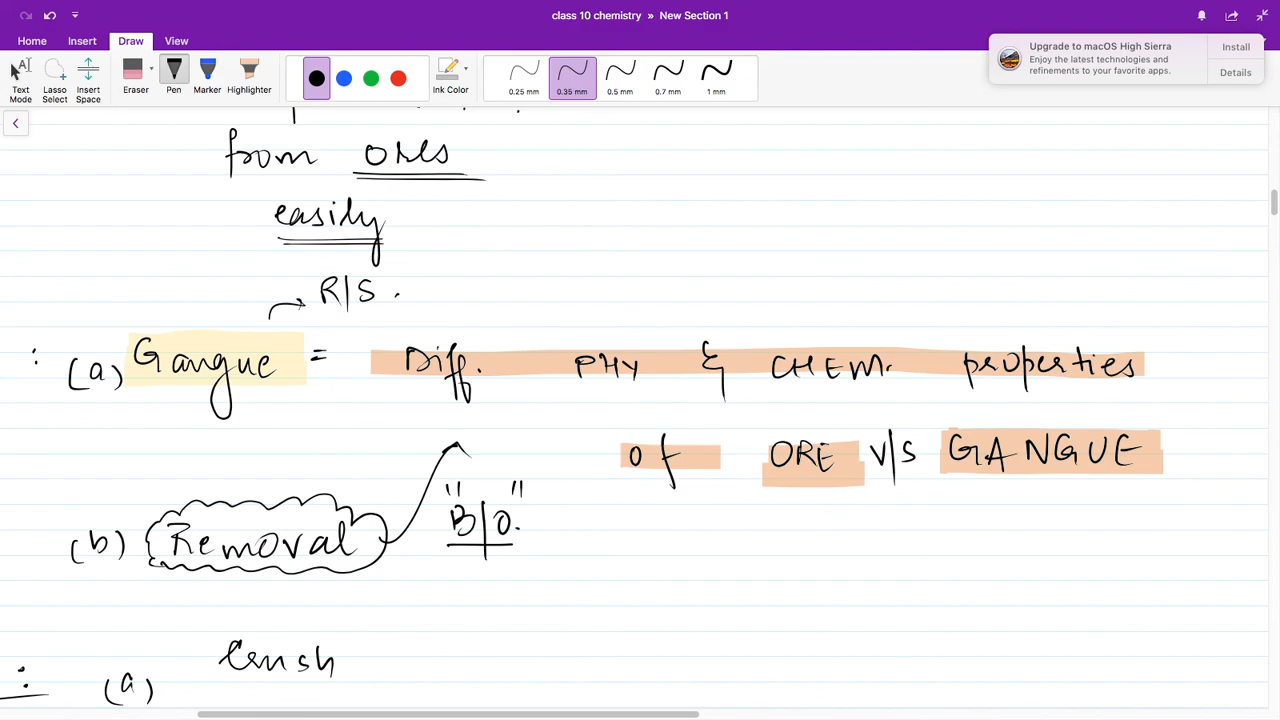 class 10 chemistry » New Section 1
Home Insert Draw View
Upgrade to macOS High Sierra
Enjoy the latest technologies and
refinements to your favorite apps.
Install
Details
Text Mode
Lasso Select
Insert Space
Eraser
Pen
Marker
Highlighter
Ink Color
0.25 mm
0.35 mm
0.5 mm
0.7 mm
1 mm
from ores
easily
R|S.
∴ (a) Gangue = Diff. PHY & CHEM. properties
of ORE V|S GANGUE
(b) Removal "B|O."
Crush
∴ (a)